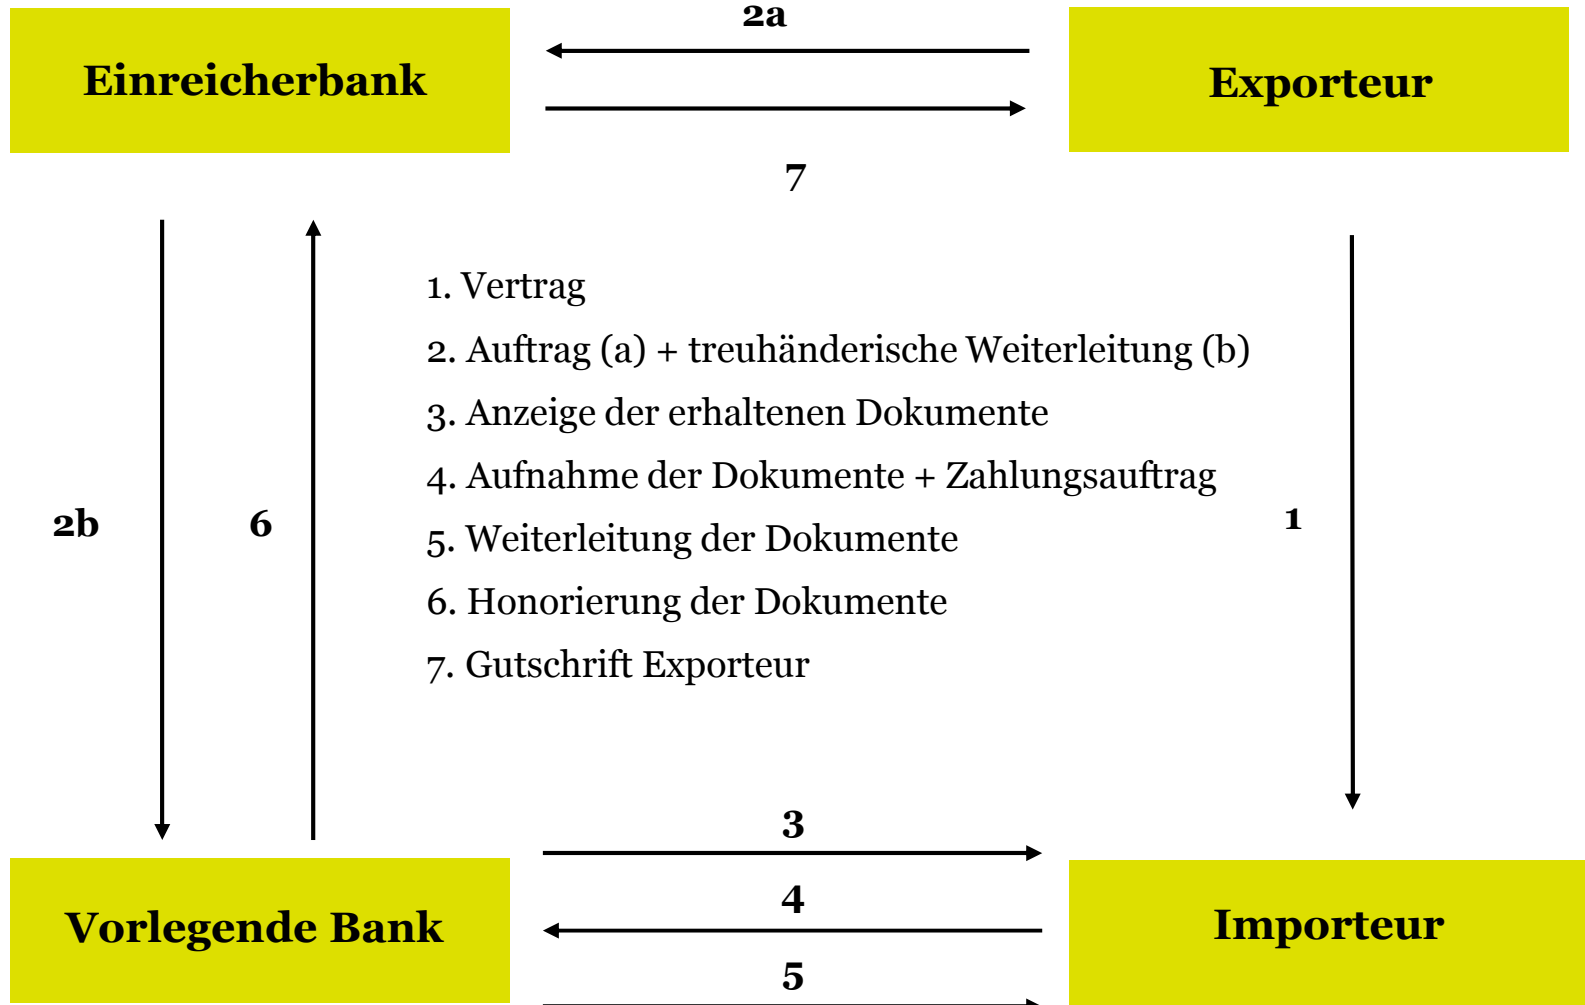 2a
Einreicherbank
Exporteur
7
1. Vertrag
2. Auftrag (a) + treuhänderische Weiterleitung (b)
3. Anzeige der erhaltenen Dokumente
4. Aufnahme der Dokumente + Zahlungsauftrag
2b
6
1
5. Weiterleitung der Dokumente
6. Honorierung der Dokumente
7. Gutschrift Exporteur
3
4
Vorlegende Bank
Importeur
5